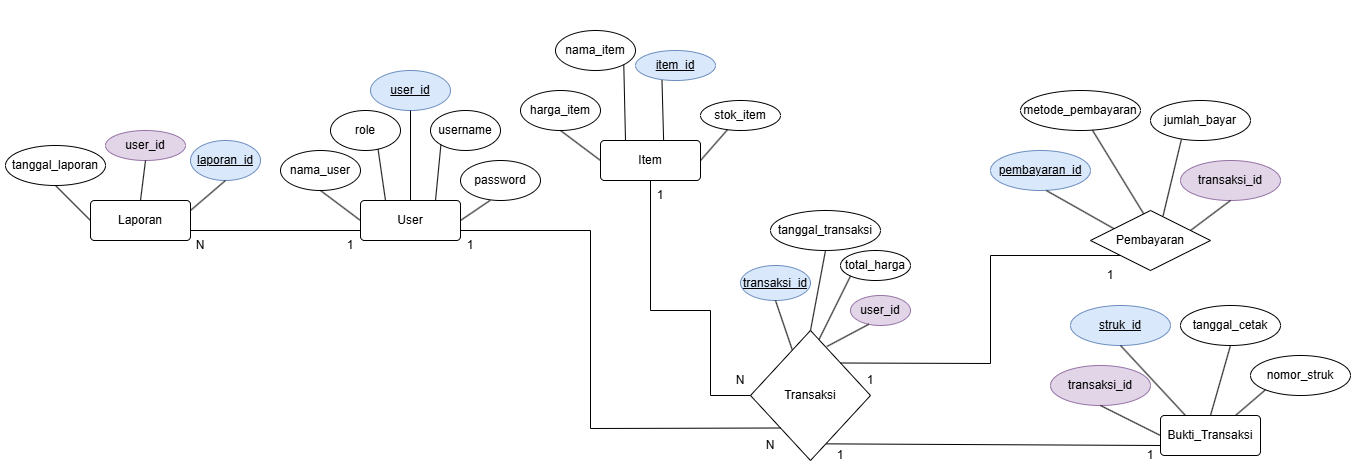 nama_item
item_id
harga_item
stok_item
Item
1
user_id
role
username
nama_user
password
User
1
1
tanggal_laporan
user_id
laporan_id
Laporan
N
metode_pembayaran
jumlah_bayar
pembayaran_id
transaksi_id
Pembayaran
1
tanggal_transaksi
total_harga
transaksi_id
user_id
Transaksi
N
1
N
1
struk_id
tanggal_cetak
transaksi_id
nomor_struk
Bukti_Transaksi
1